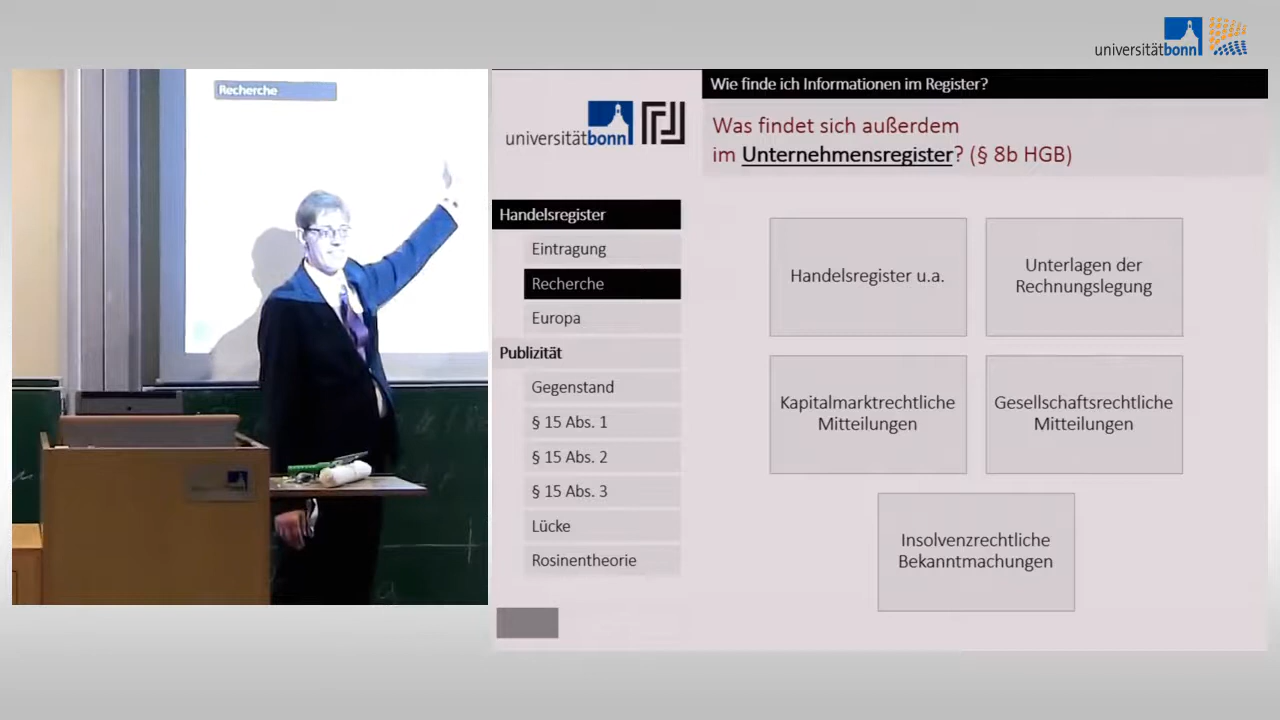 universitätbonn
Recherche
universitätbonn
Wie finde ich Informationen im Register?
Was findet sich außerdem
im Unternehmensregister? (§ 8b HGB)
Handelsregister
Eintragung
Recherche
Europa
Publizität
Gegenstand
§ 15 Abs. 1
§ 15 Abs. 2
§ 15 Abs. 3
Lücke
Rosinentheorie
Handelsregister u.a.
Unterlagen der
Rechnungslegung
Kapitalmarktrechtliche
Mitteilungen
Gesellschaftsrechtliche
Mitteilungen
Insolvenzrechtliche
Bekanntmachungen